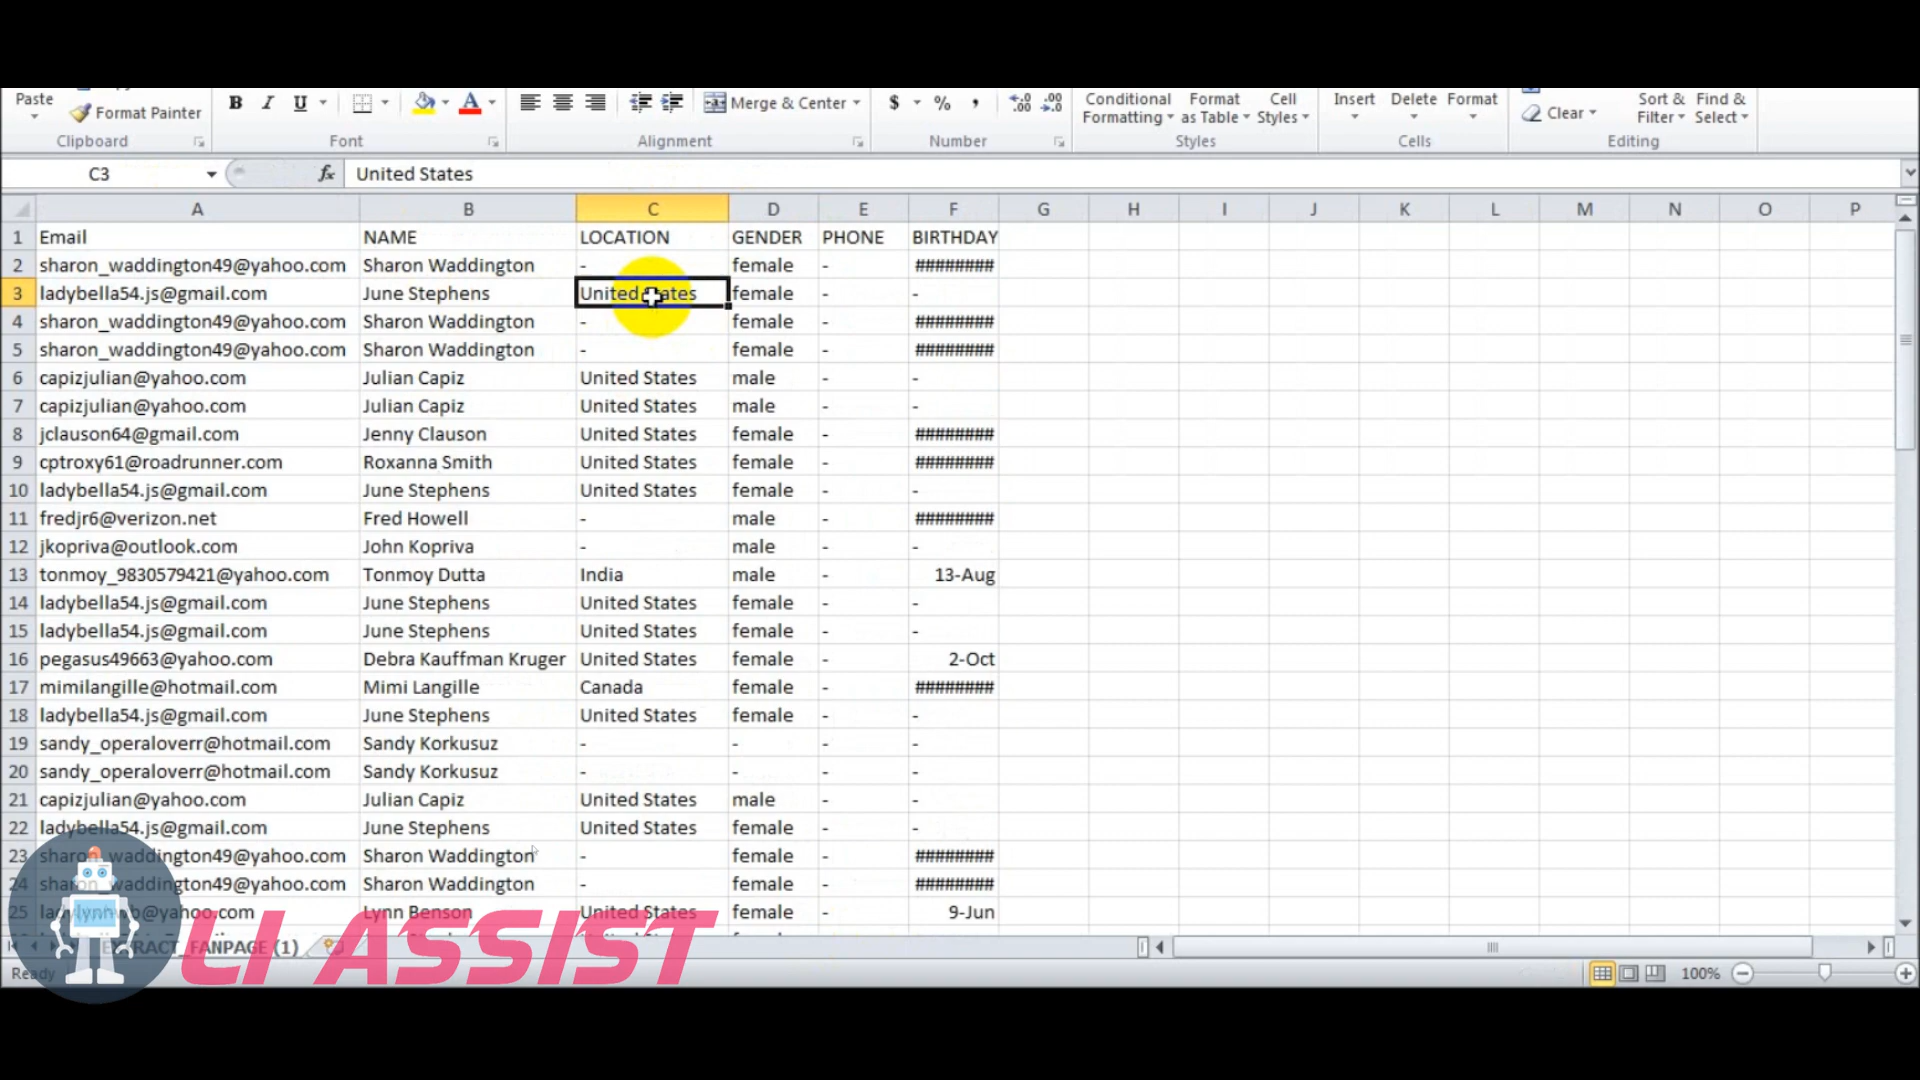 Paste Format Painter B I U Merge & Center $ % , Conditional Formatting Format as Table Cell Styles Insert Delete Format Clear Sort & Filter Find & Select
Clipboard Font Alignment Number Styles Cells Editing
C3 fx United States
A B C D E F G H I J K L M N O P
1 Email NAME LOCATION GENDER PHONE BIRTHDAY
2 sharon_waddington49@yahoo.com Sharon Waddington - female - ########
3 ladybella54.js@gmail.com June Stephens United States female - -
4 sharon_waddington49@yahoo.com Sharon Waddington - female - ########
5 sharon_waddington49@yahoo.com Sharon Waddington - female - ########
6 capizjulian@yahoo.com Julian Capiz United States male - -
7 capizjulian@yahoo.com Julian Capiz United States male - -
8 jclauson64@gmail.com Jenny Clauson United States female - ########
9 cptroxy61@roadrunner.com Roxanna Smith United States female - ########
10 ladybella54.js@gmail.com June Stephens United States female - -
11 fredjr6@verizon.net Fred Howell - male - ########
12 jkopriva@outlook.com John Kopriva - male - -
13 tonmoy_9830579421@yahoo.com Tonmoy Dutta India male - 13-Aug
14 ladybella54.js@gmail.com June Stephens United States female - -
15 ladybella54.js@gmail.com June Stephens United States female - -
16 pegasus49663@yahoo.com Debra Kauffman Kruger United States female - 2-Oct
17 mimilangille@hotmail.com Mimi Langille Canada female - ########
18 ladybella54.js@gmail.com June Stephens United States female - -
19 sandy_operaloverr@hotmail.com Sandy Korkusuz - - - -
20 sandy_operaloverr@hotmail.com Sandy Korkusuz - - - -
21 capizjulian@yahoo.com Julian Capiz United States male - -
22 ladybella54.js@gmail.com June Stephens United States female - -
23 sharon_waddington49@yahoo.com Sharon Waddington - female - ########
24 sharon_waddington49@yahoo.com Sharon Waddington - female - ########
25 Lynn Benson United States female - 9-Jun
EXTRACT_FANPAGE (1)
LI ASSIST
Ready 100%